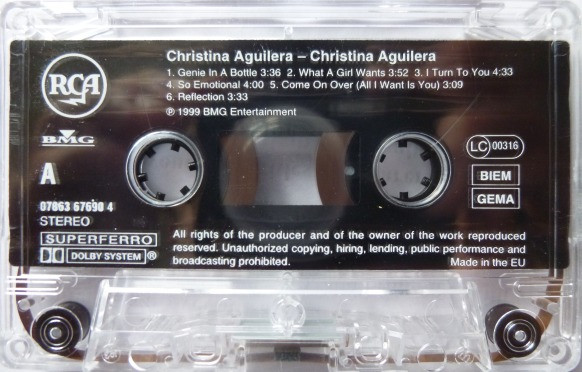 Christina Aguilera – Christina Aguilera
1. Genie In A Bottle 3:36 2. What A Girl Wants 3:52 3. I Turn To You 4:33
4. So Emotional 4:00 5. Come On Over (All I Want Is You) 3:09
6. Reflection 3:33
℗ 1999 BMG Entertainment
RCA
BMG
LC 00316
A
BIEM
GEMA
07863 67690 4
STEREO
SUPERFERRO
DOLBY SYSTEM ®
All rights of the producer and of the owner of the work reproduced
reserved. Unauthorized copying, hiring, lending, public performance and
broadcasting prohibited. Made in the EU